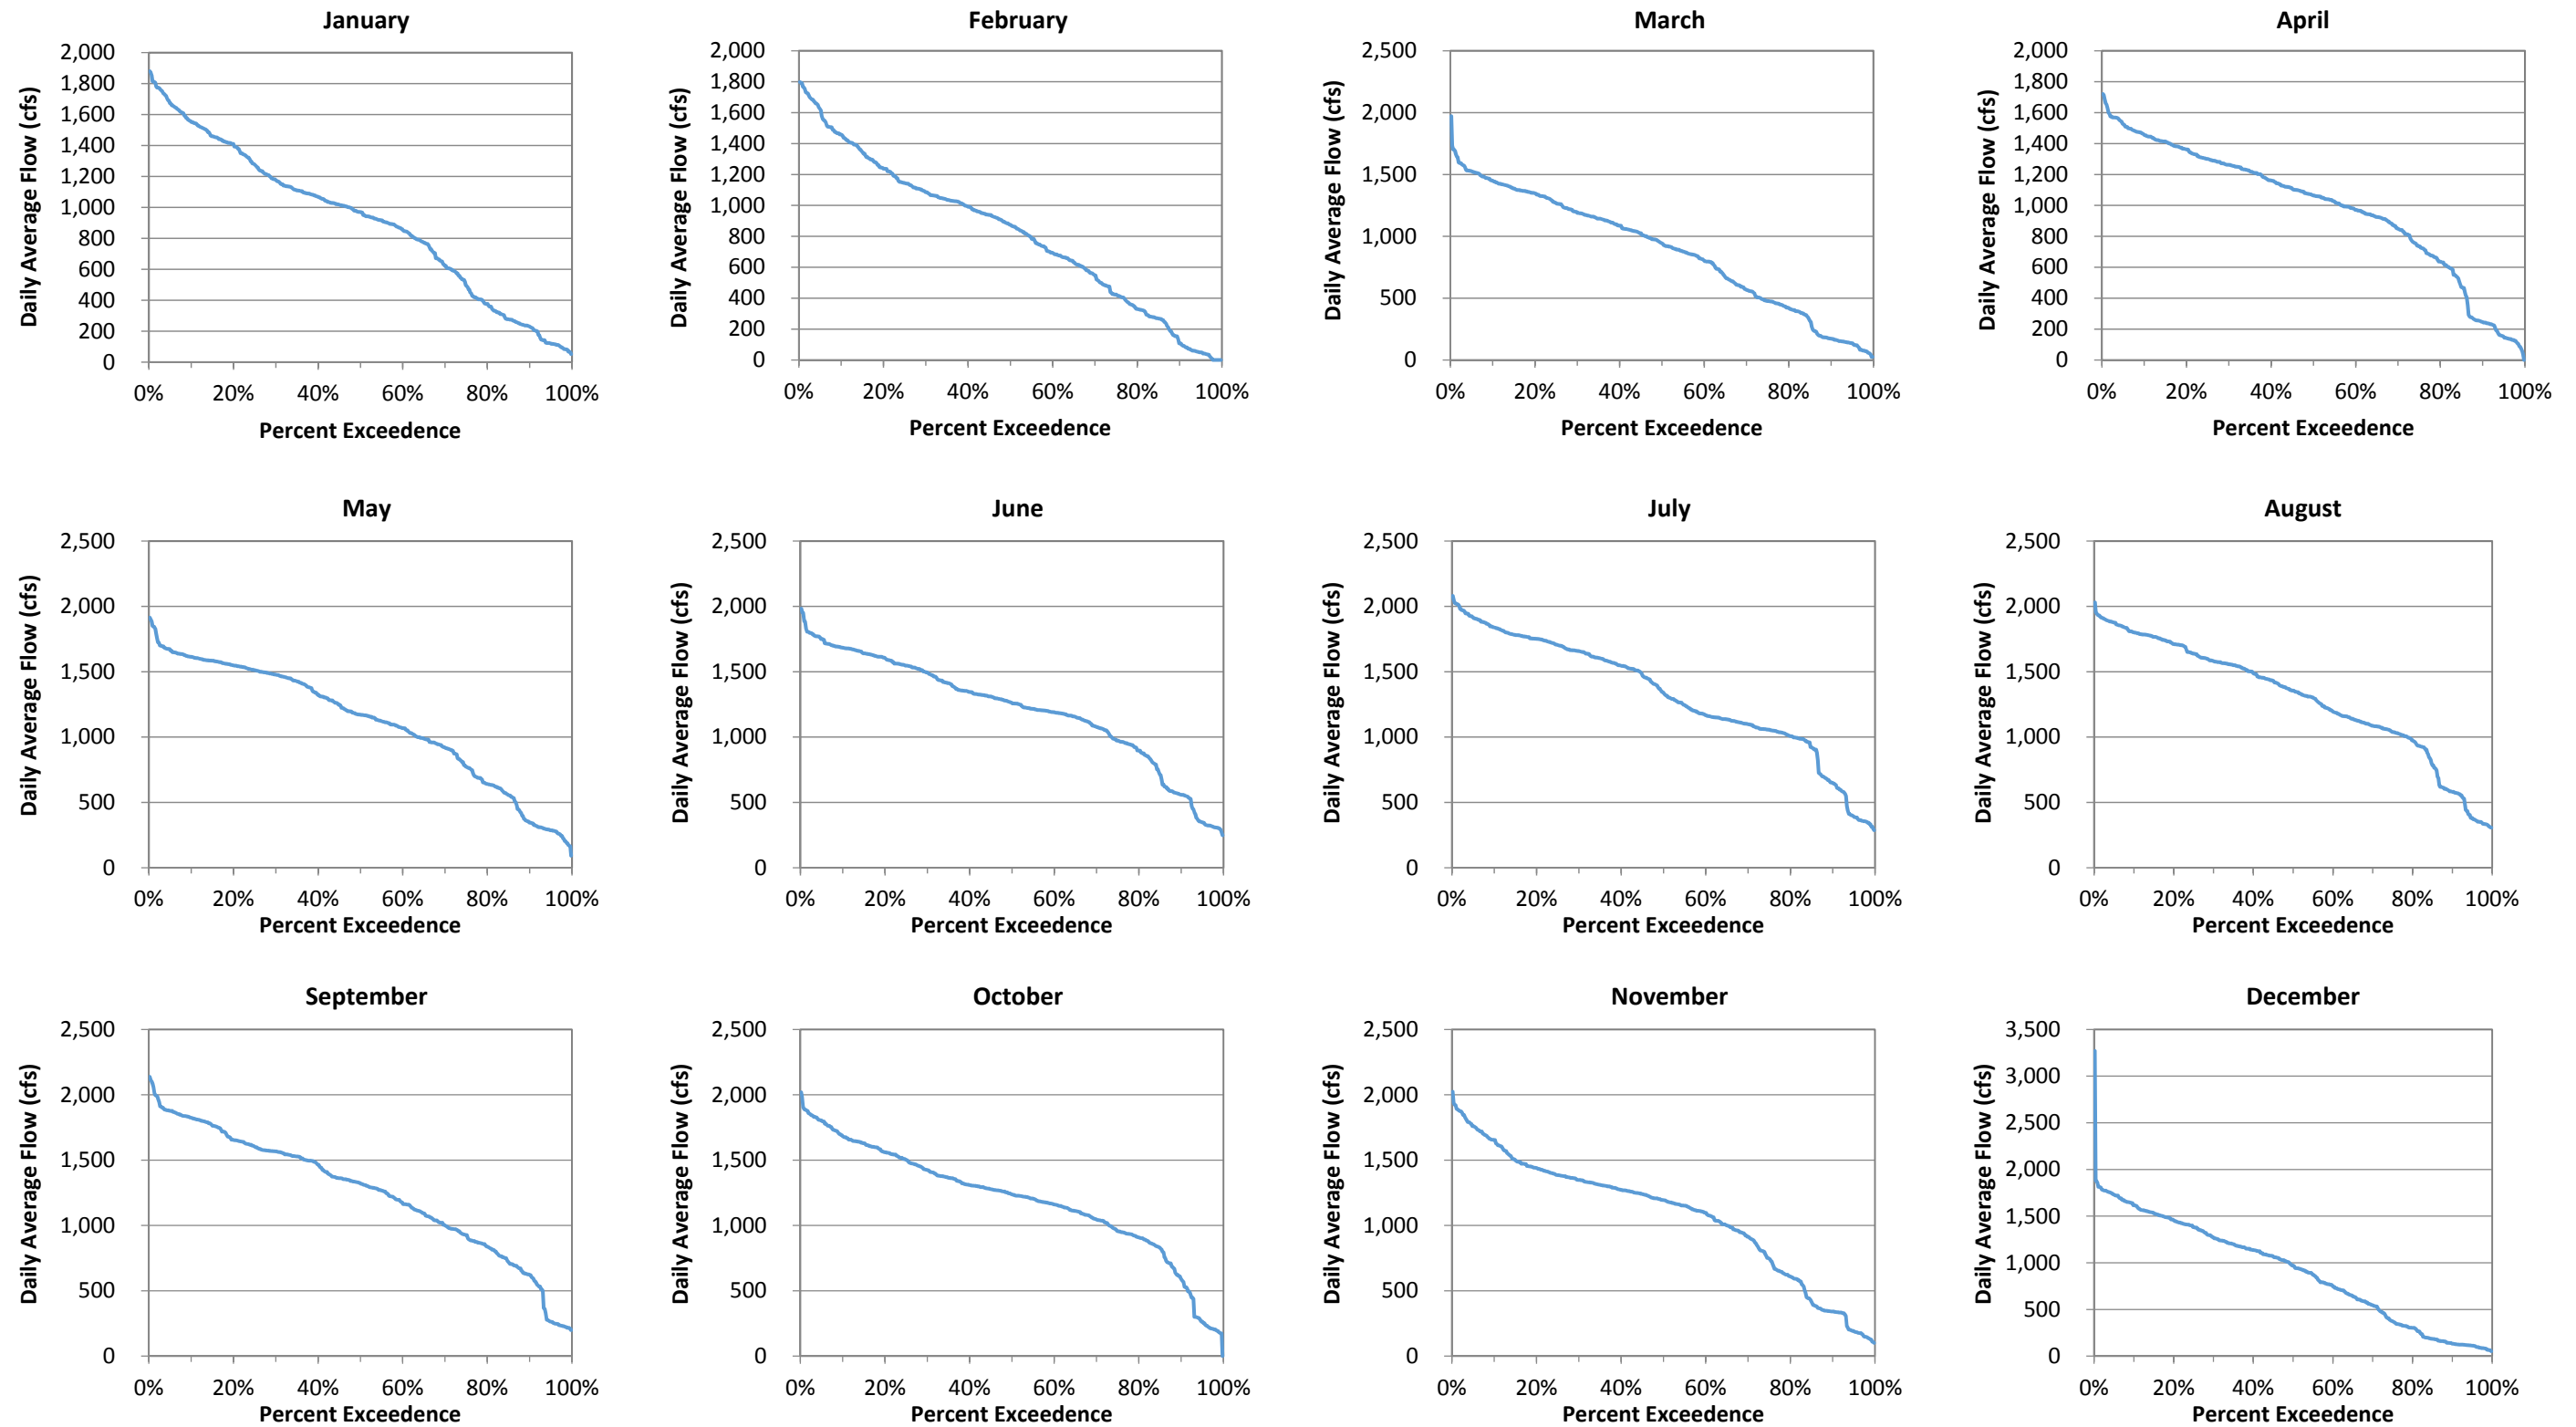 January
2,000
1,800
1,600
1,400
1,200
1,000
800
600
400
200
0
Daily Average Flow (cfs)
0% 20% 40% 60% 80% 100%
Percent Exceedence
February
2,000
1,800
1,600
1,400
1,200
1,000
800
600
400
200
0
Daily Average Flow (cfs)
0% 20% 40% 60% 80% 100%
Percent Exceedence
March
2,500
2,000
1,500
1,000
500
0
Daily Average Flow (cfs)
0% 20% 40% 60% 80% 100%
Percent Exceedence
April
2,000
1,800
1,600
1,400
1,200
1,000
800
600
400
200
0
Daily Average Flow (cfs)
0% 20% 40% 60% 80% 100%
Percent Exceedence
May
2,500
2,000
1,500
1,000
500
0
Daily Average Flow (cfs)
0% 20% 40% 60% 80% 100%
Percent Exceedence
June
2,500
2,000
1,500
1,000
500
0
Daily Average Flow (cfs)
0% 20% 40% 60% 80% 100%
Percent Exceedence
July
2,500
2,000
1,500
1,000
500
0
Daily Average Flow (cfs)
0% 20% 40% 60% 80% 100%
Percent Exceedence
August
2,500
2,000
1,500
1,000
500
0
Daily Average Flow (cfs)
0% 20% 40% 60% 80% 100%
Percent Exceedence
September
2,500
2,000
1,500
1,000
500
0
Daily Average Flow (cfs)
0% 20% 40% 60% 80% 100%
Percent Exceedence
October
2,500
2,000
1,500
1,000
500
0
Daily Average Flow (cfs)
0% 20% 40% 60% 80% 100%
Percent Exceedence
November
2,500
2,000
1,500
1,000
500
0
Daily Average Flow (cfs)
0% 20% 40% 60% 80% 100%
Percent Exceedence
December
3,500
3,000
2,500
2,000
1,500
1,000
500
0
Daily Average Flow (cfs)
0% 20% 40% 60% 80% 100%
Percent Exceedence